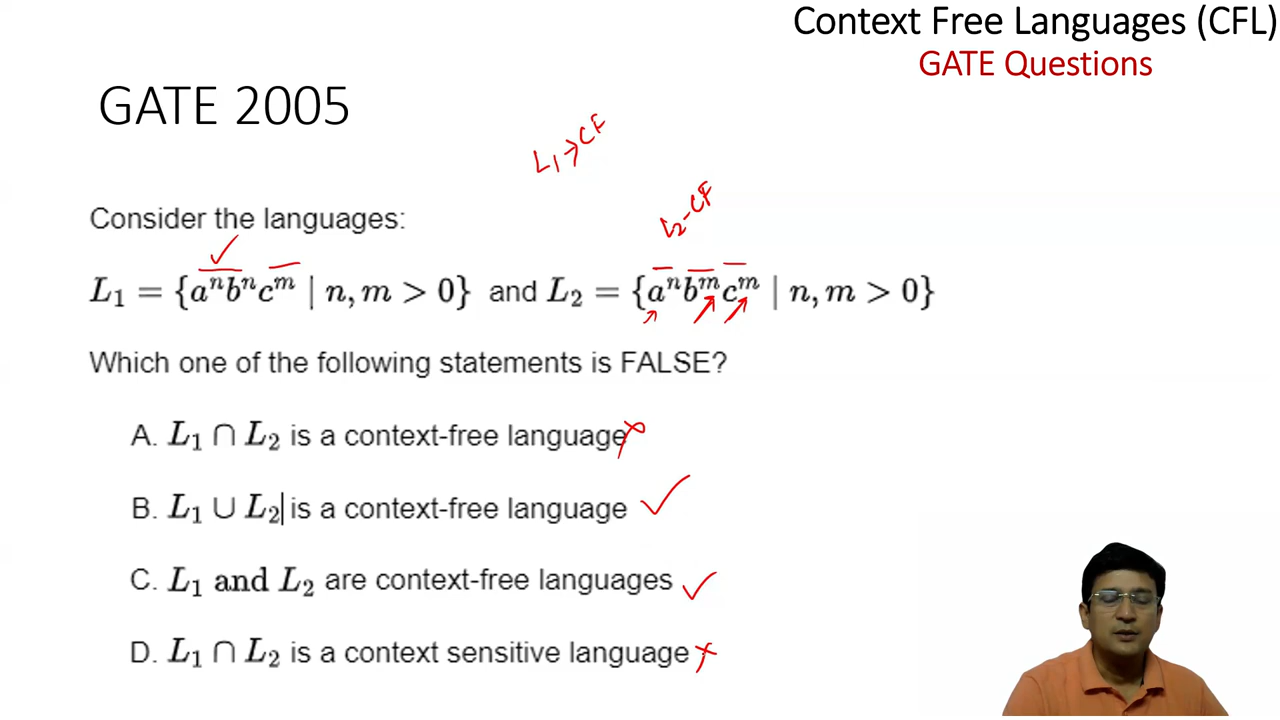 Context Free Languages (CFL)
GATE Questions
GATE 2005
L₁ → CF
Consider the languages:
L₂ - CF
L₁ = {aⁿbⁿcᵐ | n, m > 0} and L₂ = {aⁿbᵐcᵐ | n, m > 0}
Which one of the following statements is FALSE?
A. L₁ ∩ L₂ is a context-free language
B. L₁ ∪ L₂| is a context-free language
C. L₁ and L₂ are context-free languages
D. L₁ ∩ L₂ is a context sensitive language